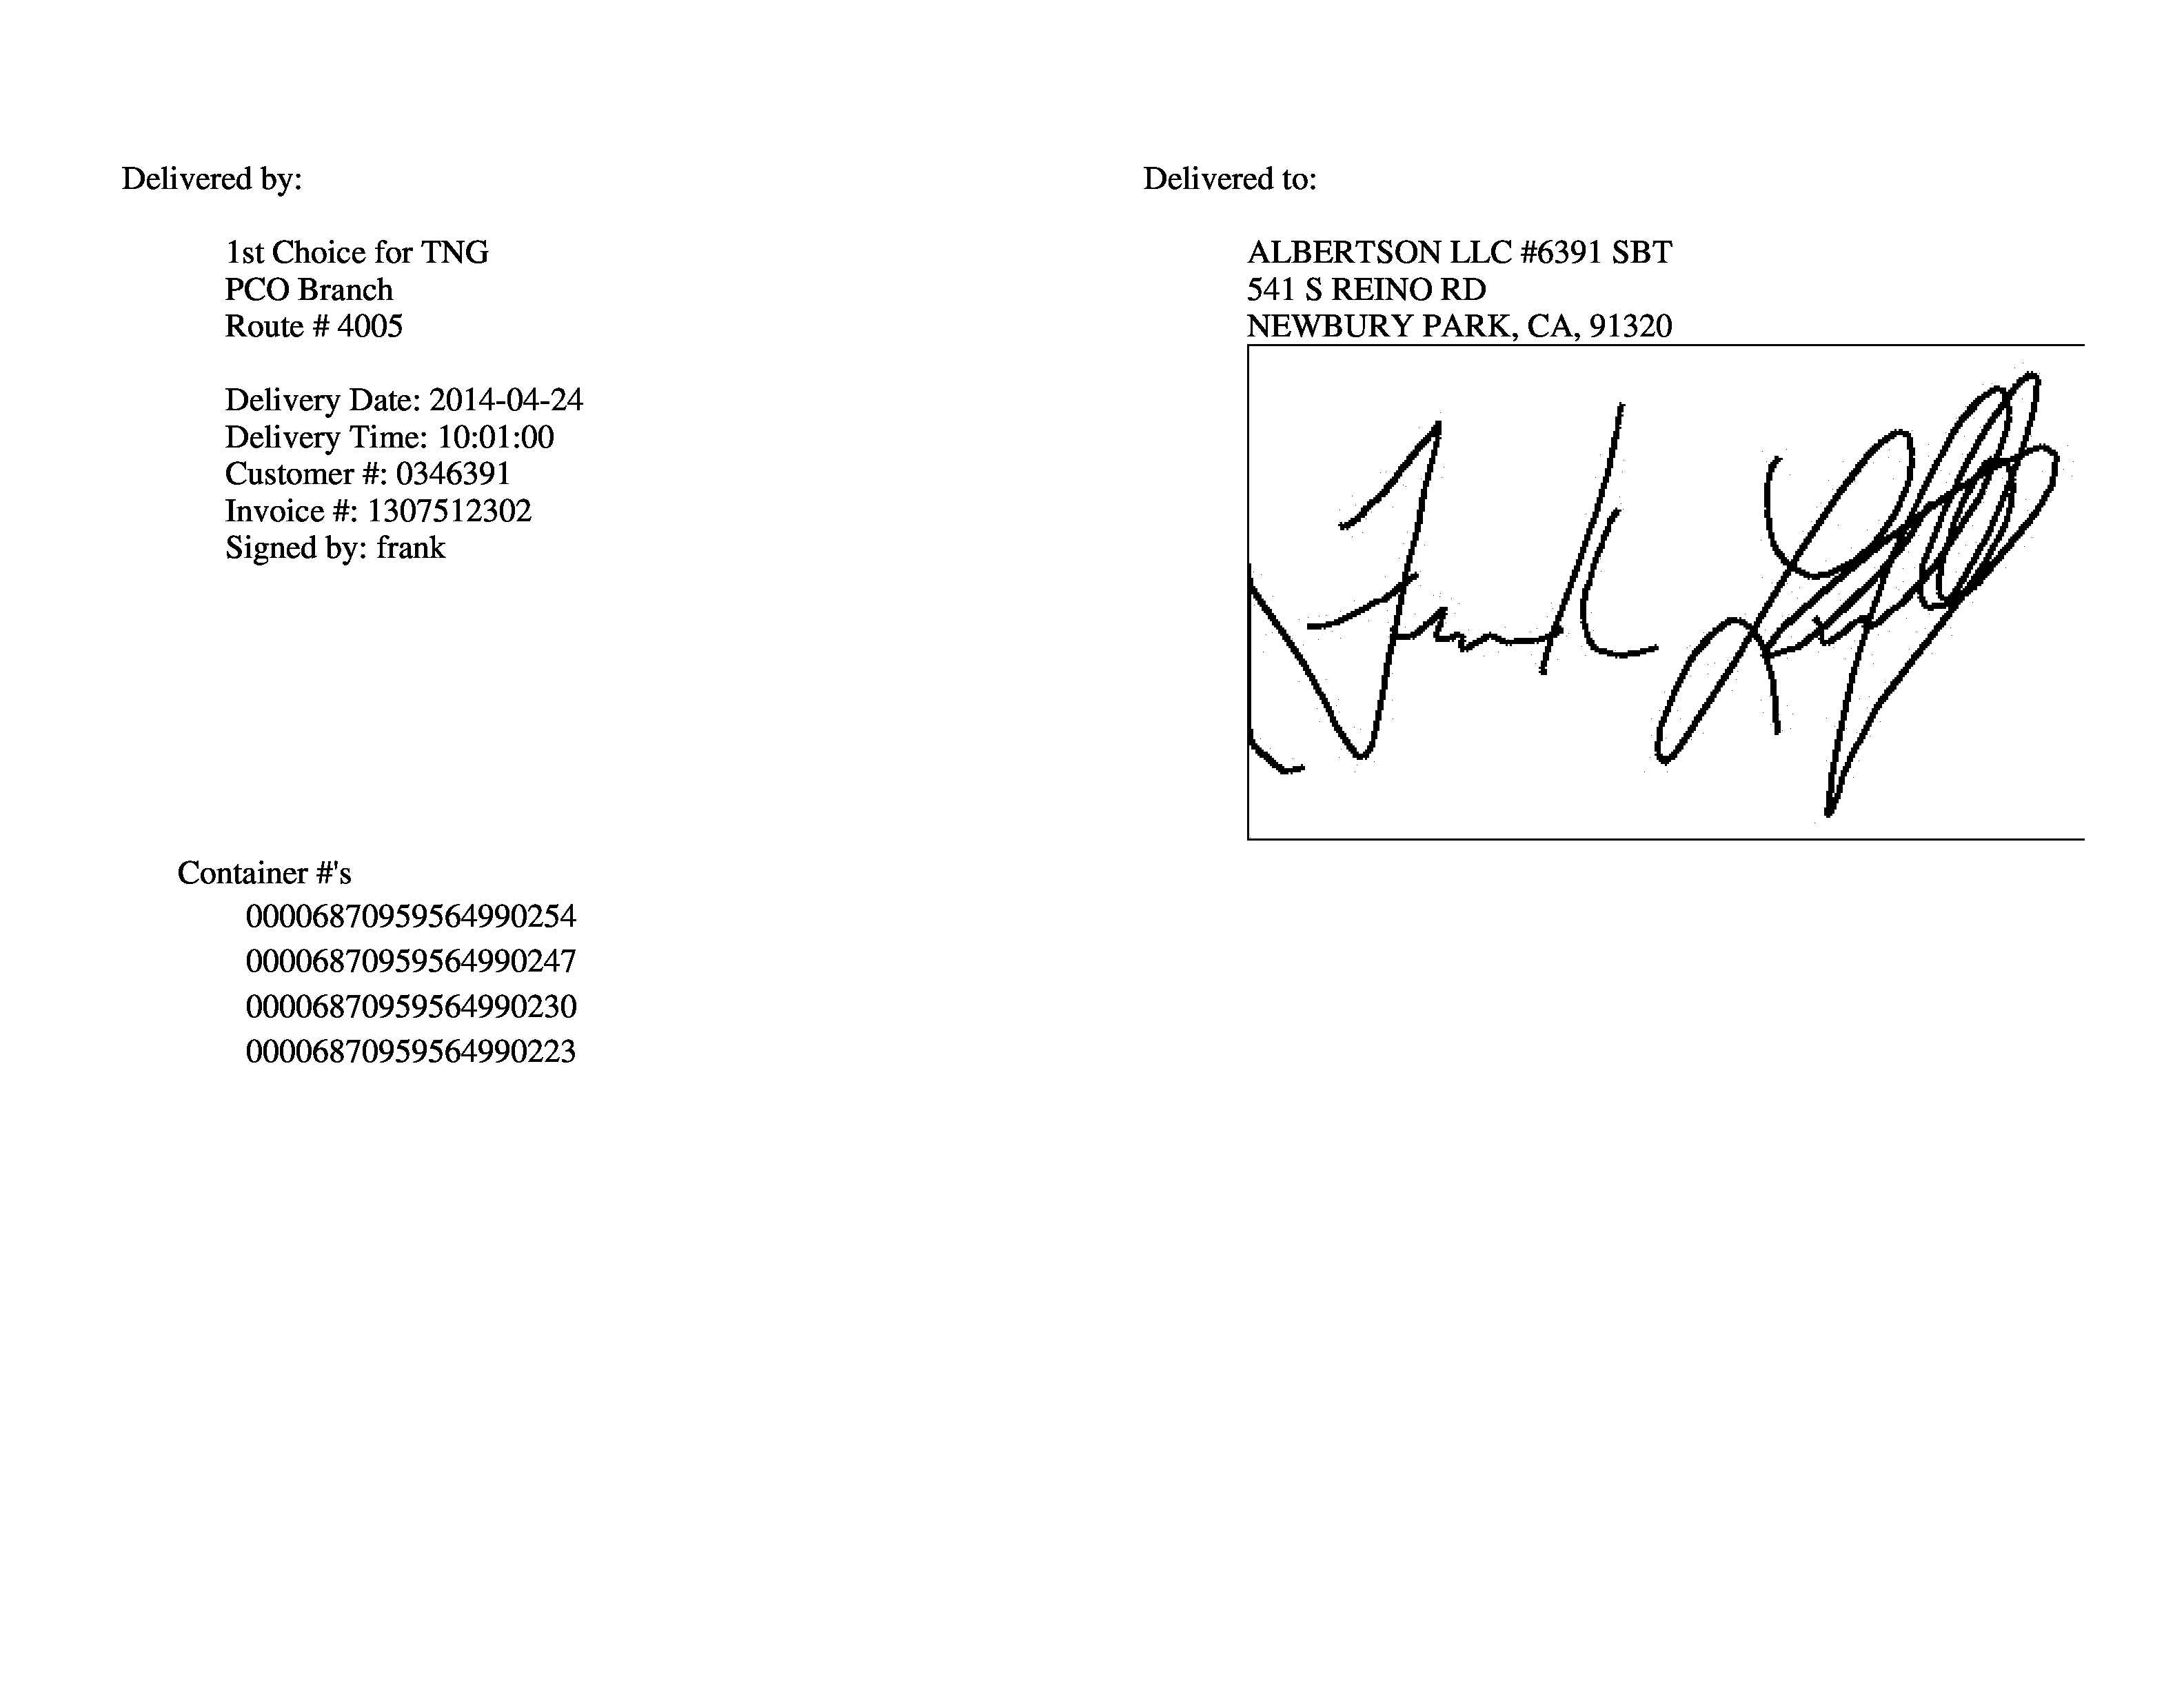 Delivered by:
1st Choice for TNG
PCO Branch
Route # 4005
Delivery Date: 2014-04-24
Delivery Time: 10:01:00
Customer #: 0346391
Invoice #: 1307512302
Signed by: frank
Delivered to:
ALBERTSON LLC #6391 SBT
541 S REINO RD
NEWBURY PARK, CA, 91320
Frank
Container #'s
00006870959564990254
00006870959564990247
00006870959564990230
00006870959564990223